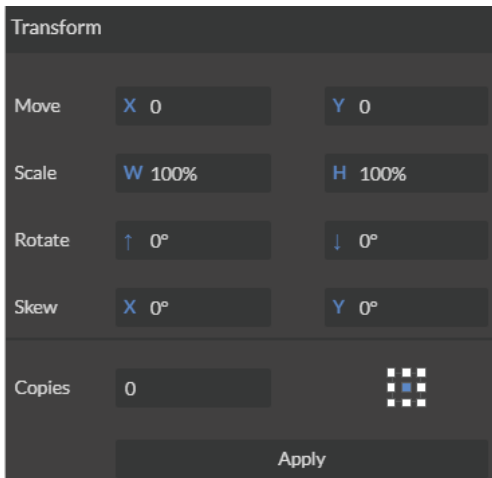 Transform
Move X 0 Y 0
Scale W 100% H 100%
Rotate ↑ 0° ↓ 0°
Skew X 0° Y 0°
Copies 0
Apply